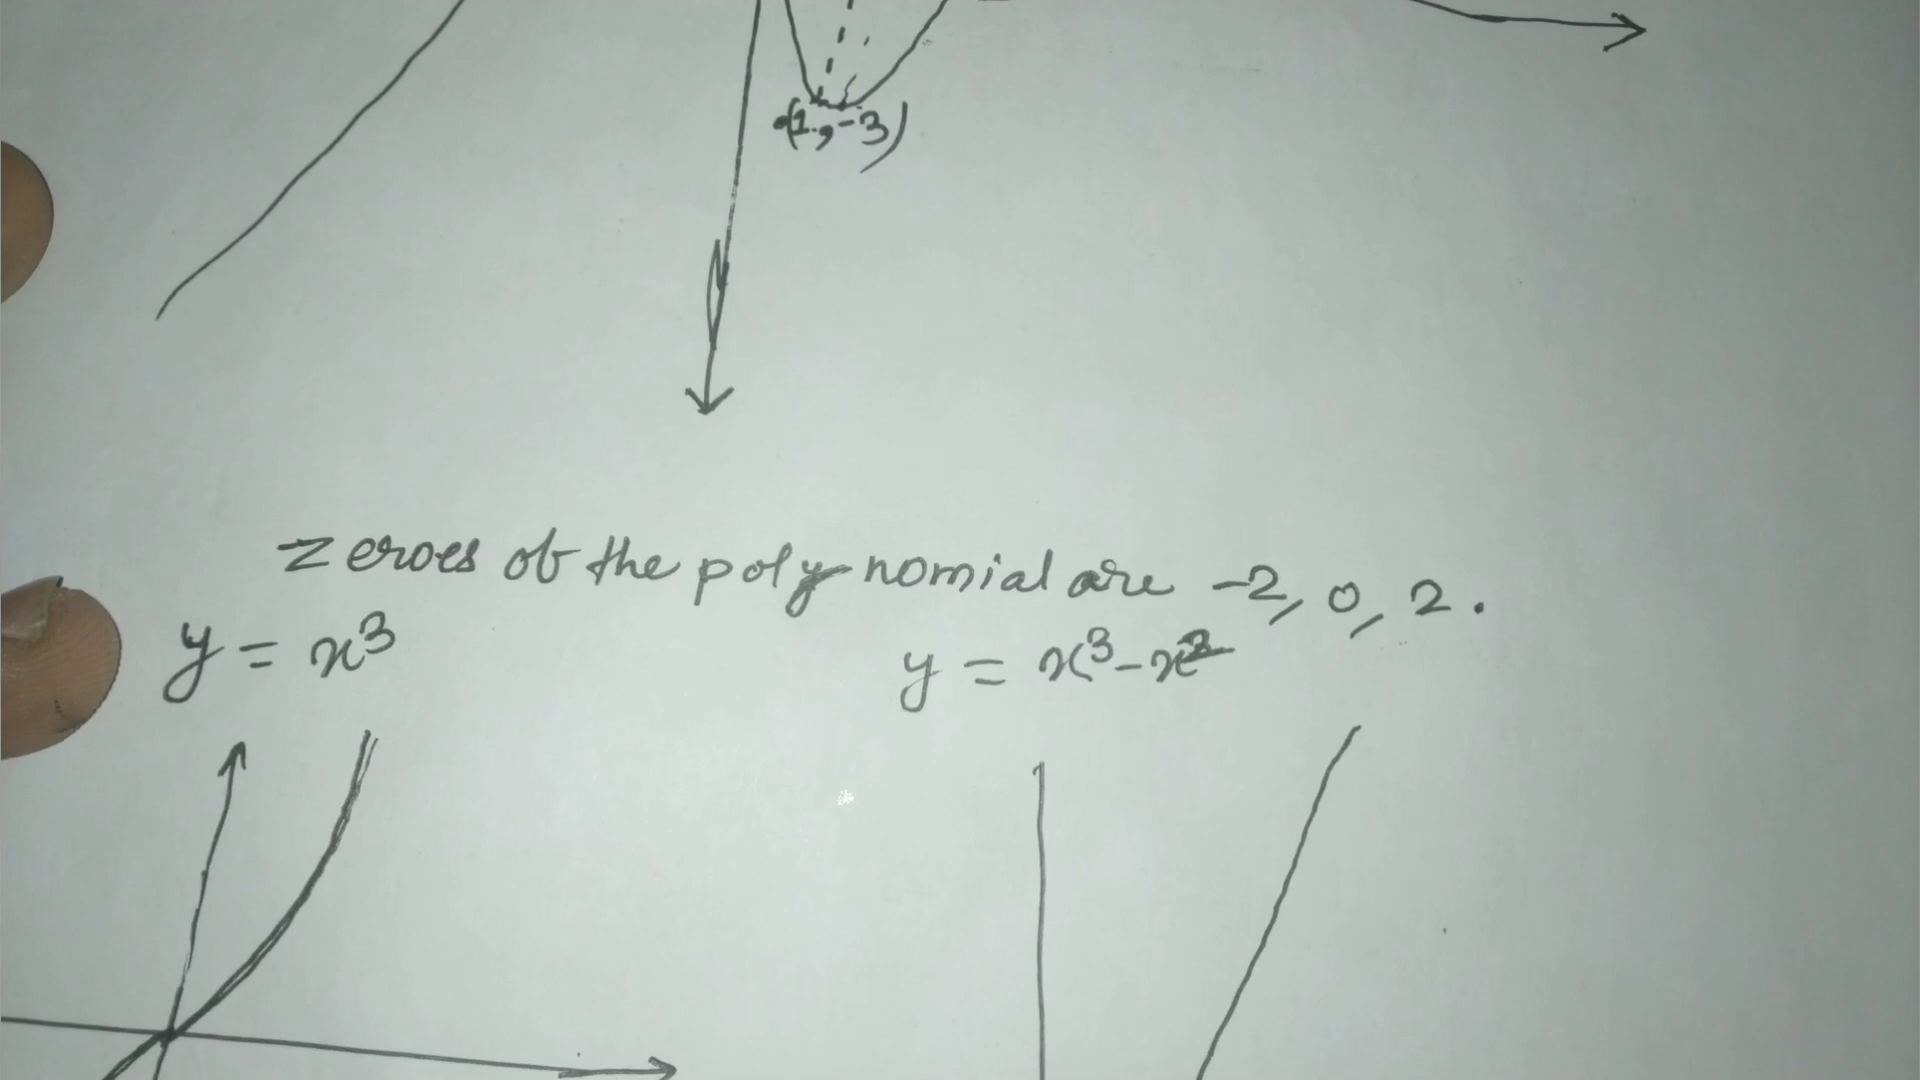 (1, -3)
Zeroes of the polynomial are -2, 0, 2.
y = x³
y = x³ - x²